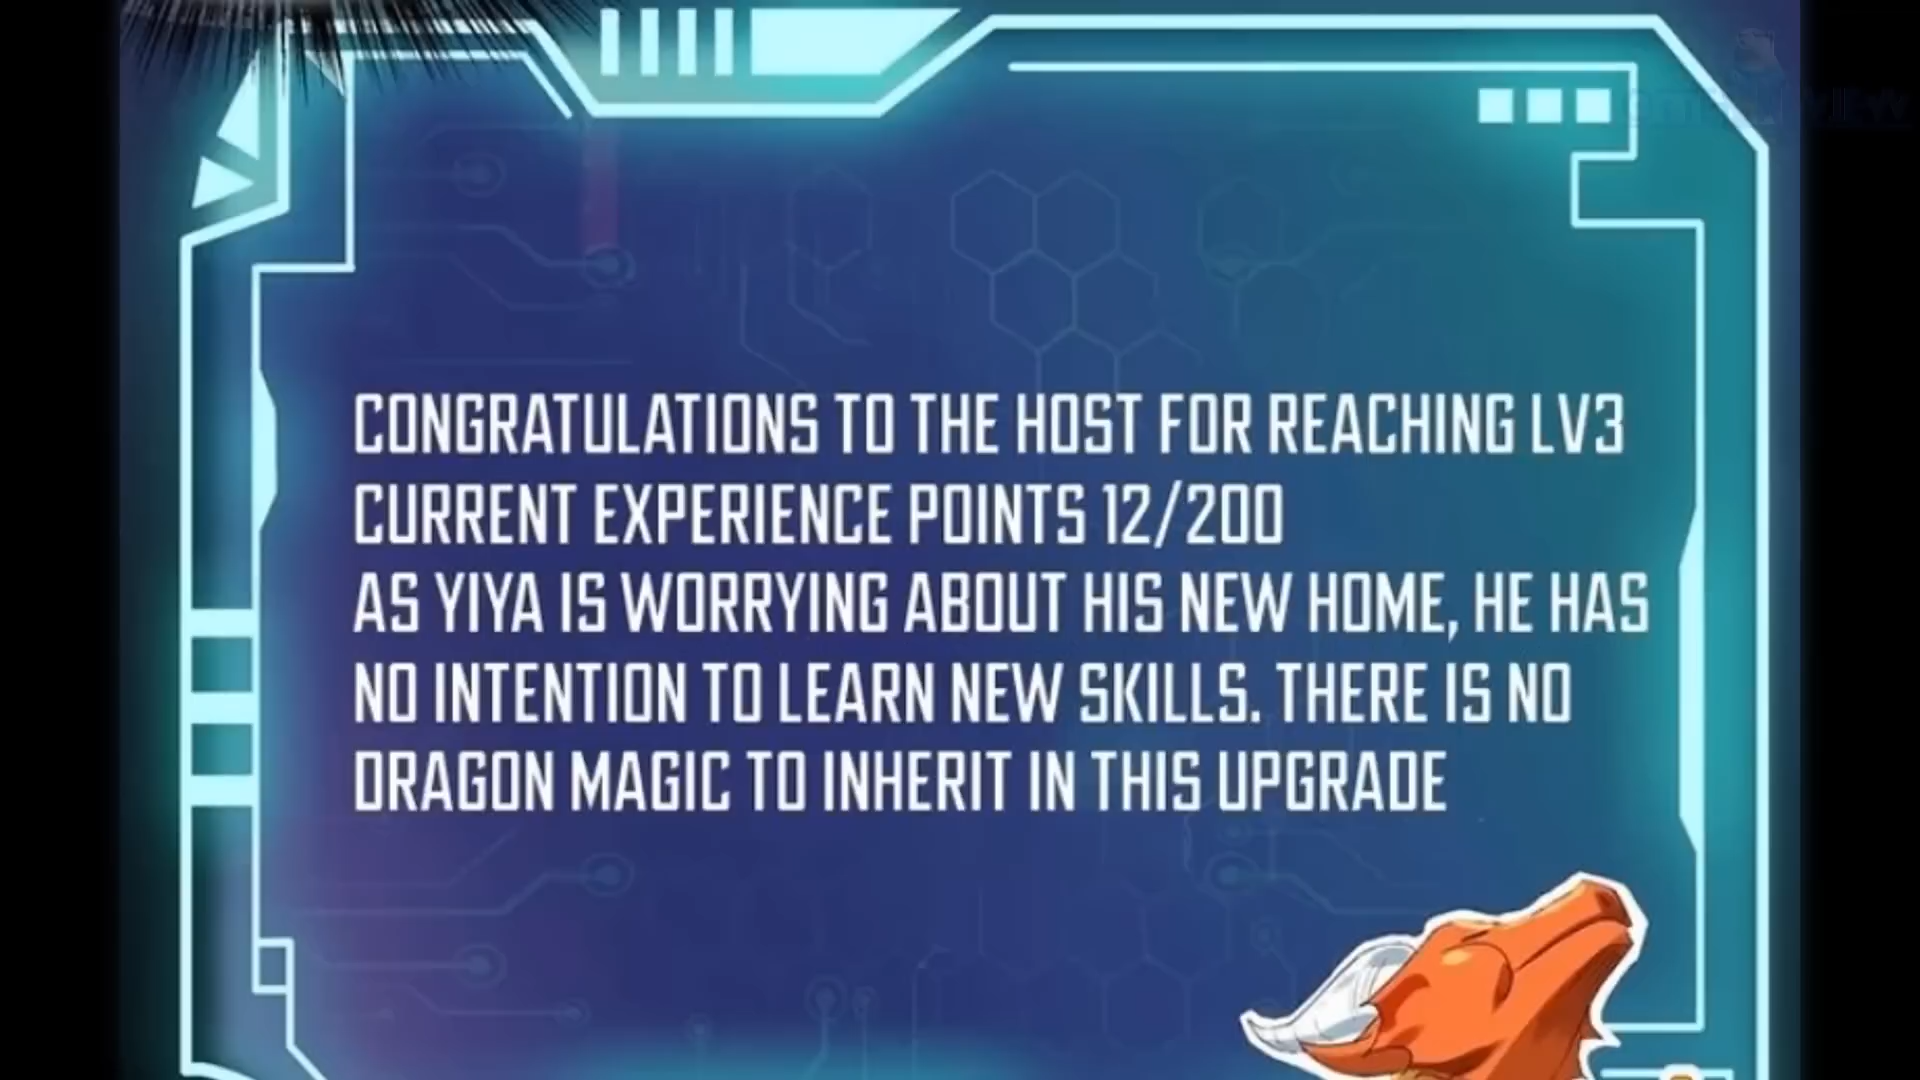 CONGRATULATIONS TO THE HOST FOR REACHING LV3
CURRENT EXPERIENCE POINTS 12/200
AS YIYA IS WORRYING ABOUT HIS NEW HOME, HE HAS
NO INTENTION TO LEARN NEW SKILLS. THERE IS NO
DRAGON MAGIC TO INHERIT IN THIS UPGRADE